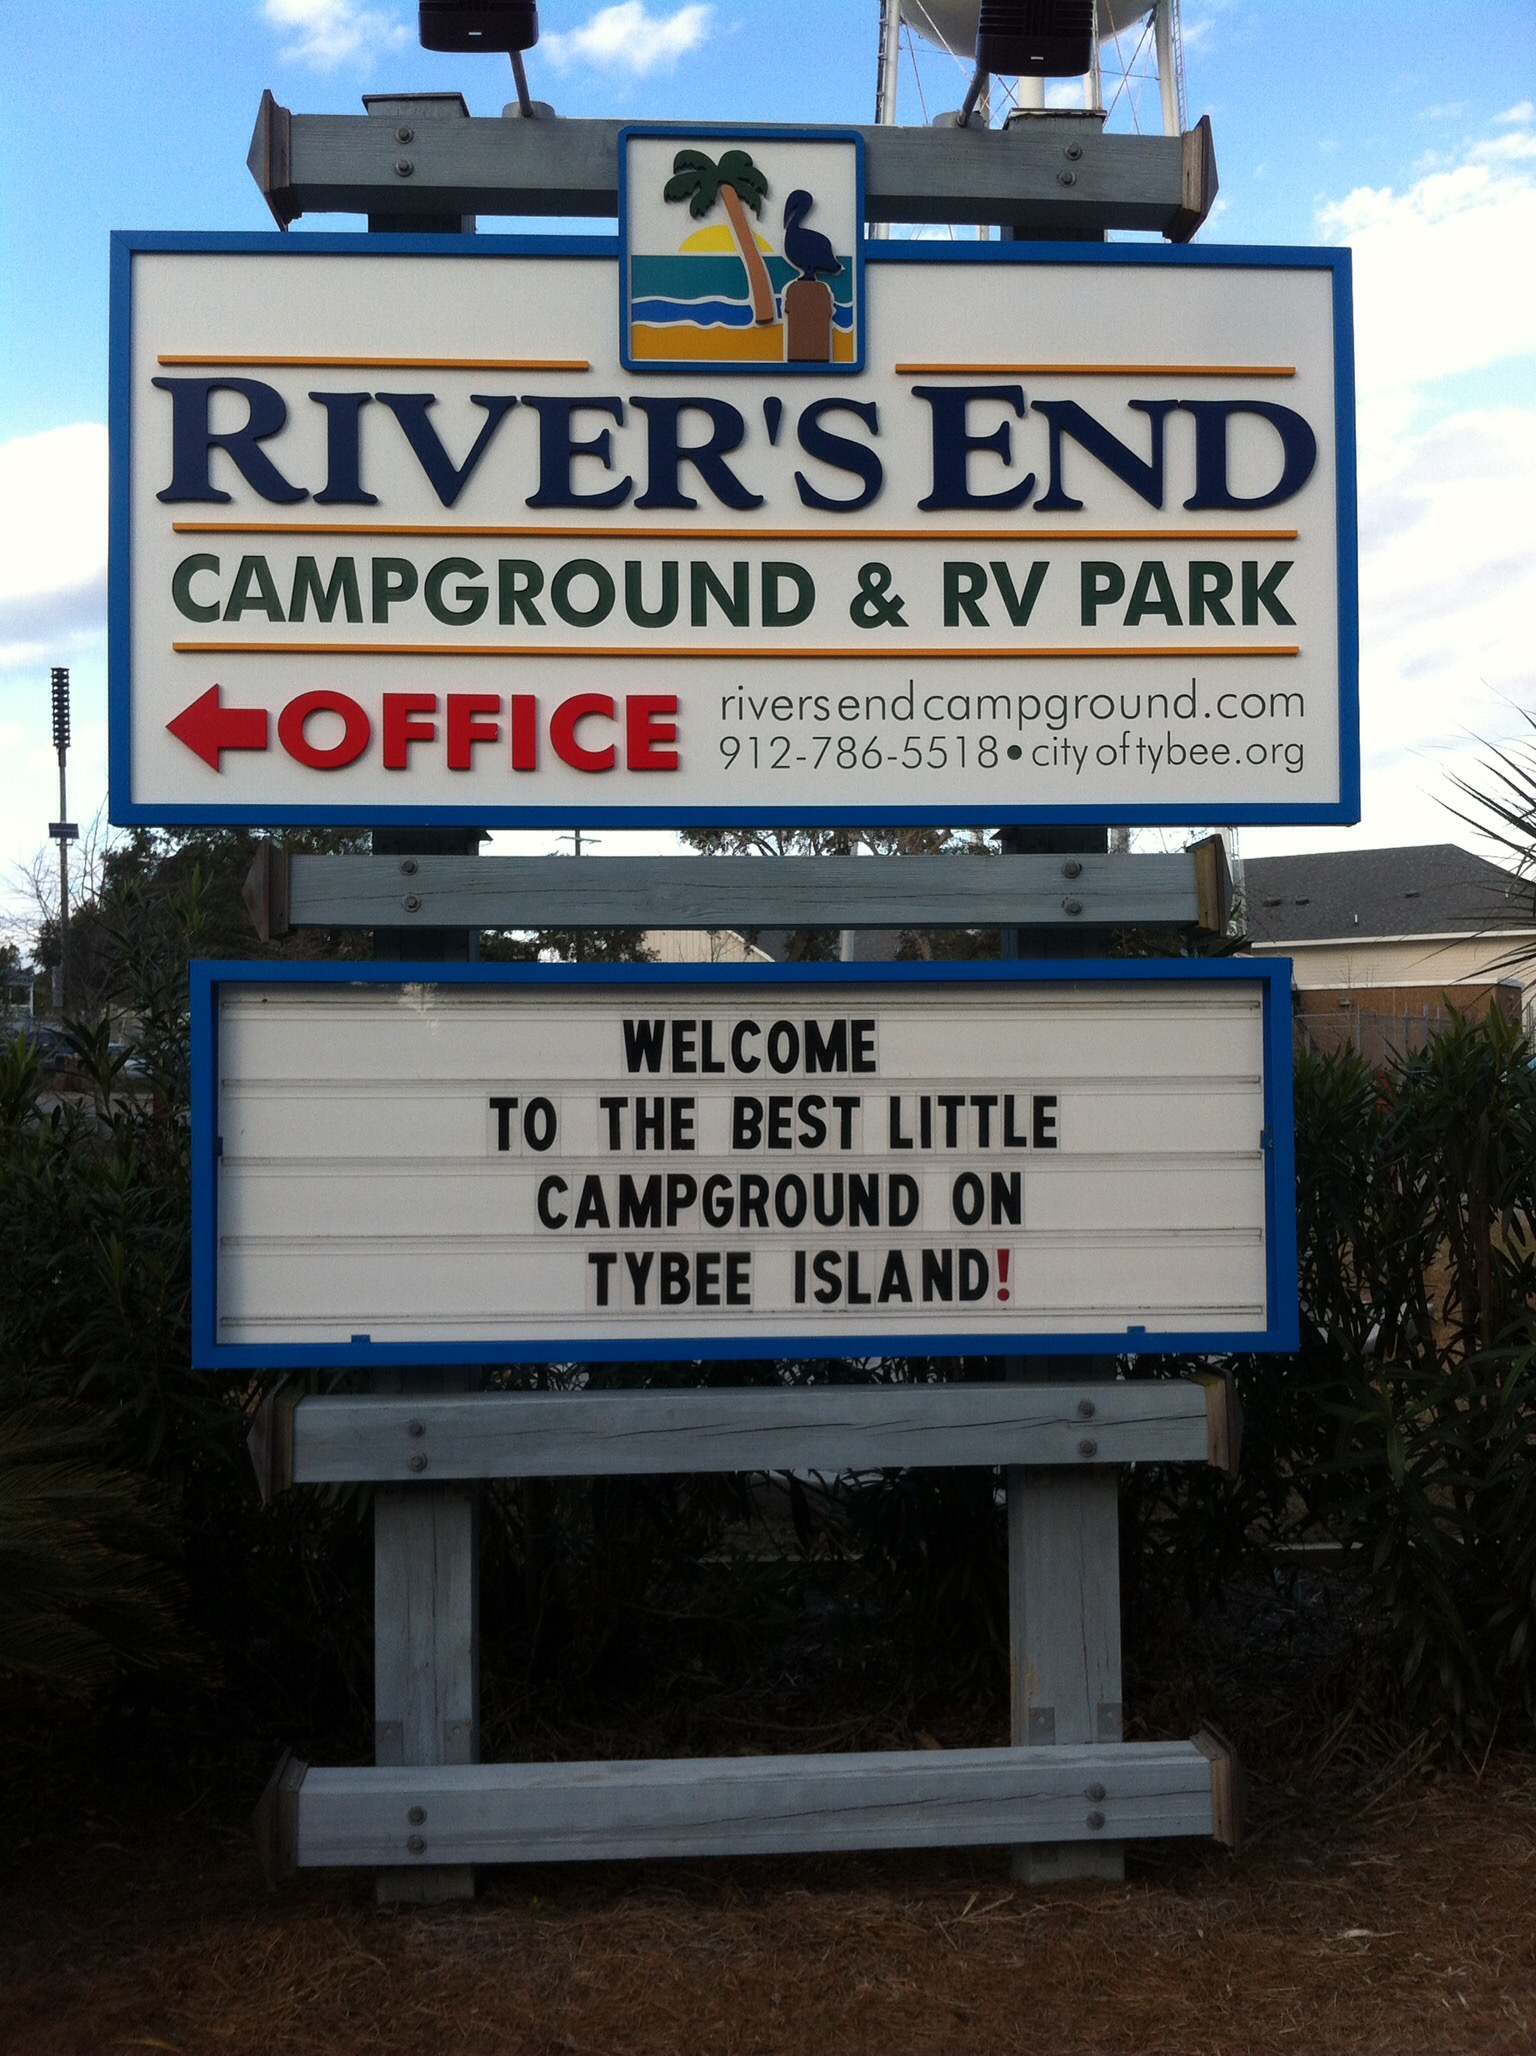 RIVER'S END
CAMPGROUND & RV PARK
OFFICE
riversendcampground.com
912-786-5518•cityoftybee.org
WELCOME
TO THE BEST LITTLE
CAMPGROUND ON
TYBEE ISLAND!